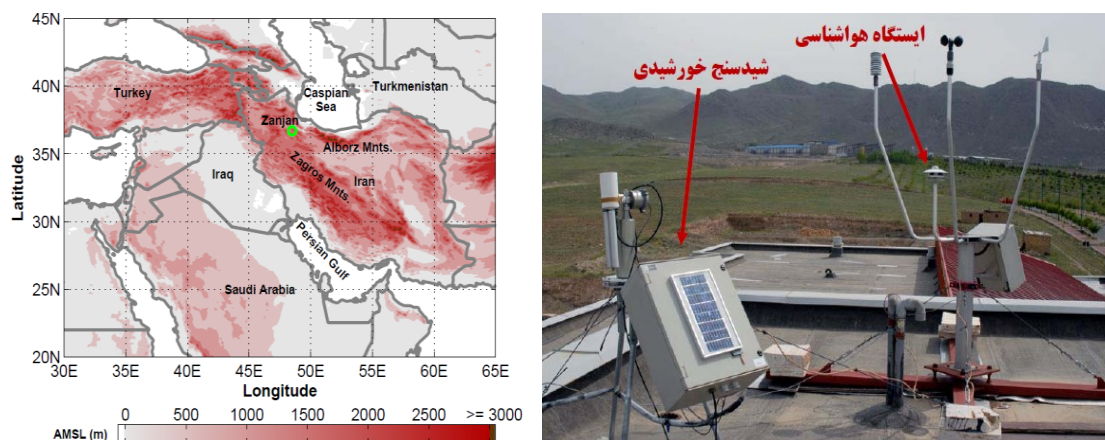 45N
40N
35N
30N
25N
20N
Latitude
30E 35E 40E 45E 50E 55E 60E 65E
Longitude
Turkey
Caspian
Sea
Turkmenistan
Zanjan
Alborz Mnts.
Iraq
Zagros Mnts.
Iran
Persian Gulf
Saudi Arabia
0 500 1000 1500 2000 2500 >= 3000
AMSL (m)
ایستگاه هواشناسی
شیدسنج خورشیدی